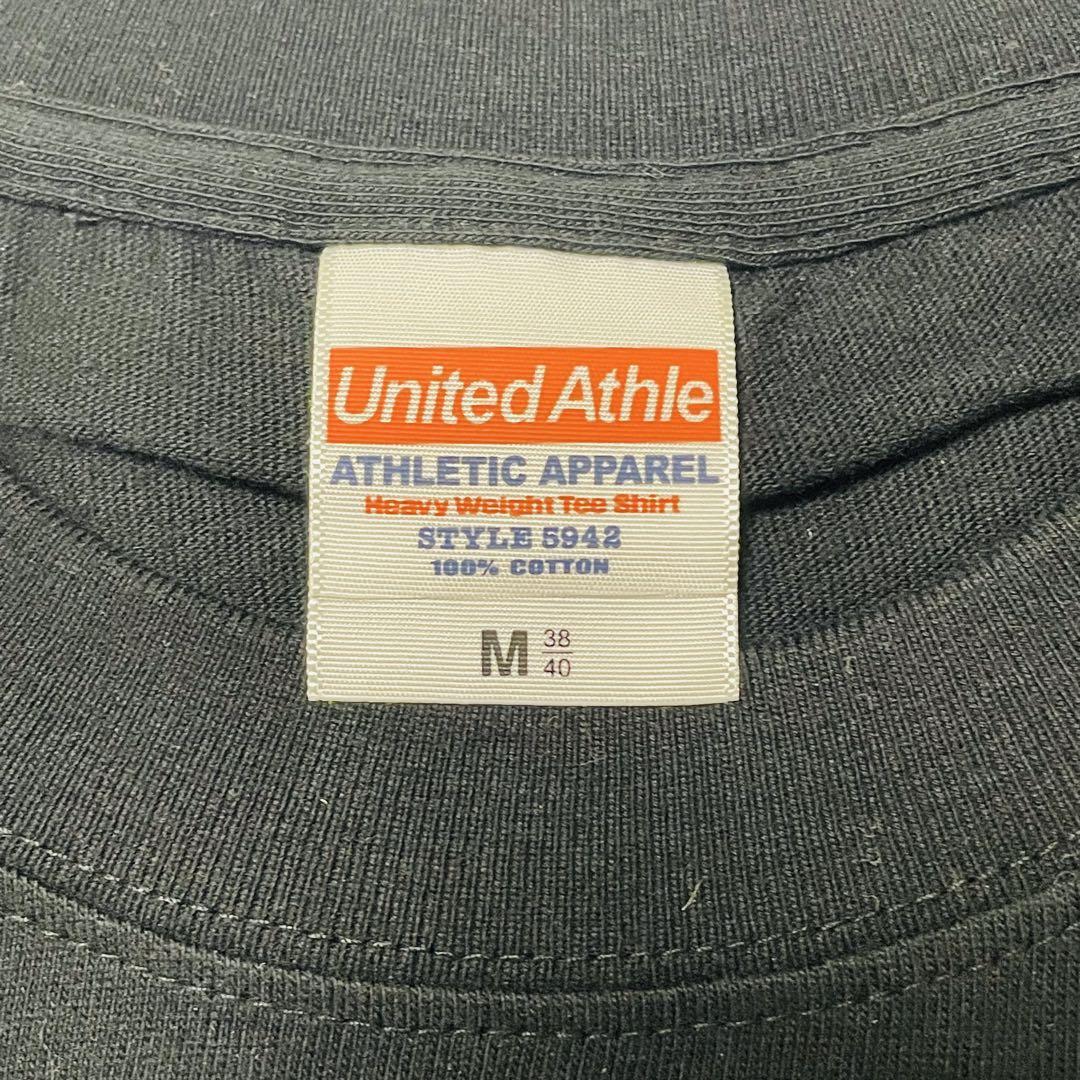 United Athle
ATHLETIC APPAREL
Heavy Weight Tee Shirt
STYLE 5942
100% COTTON
M 38/40